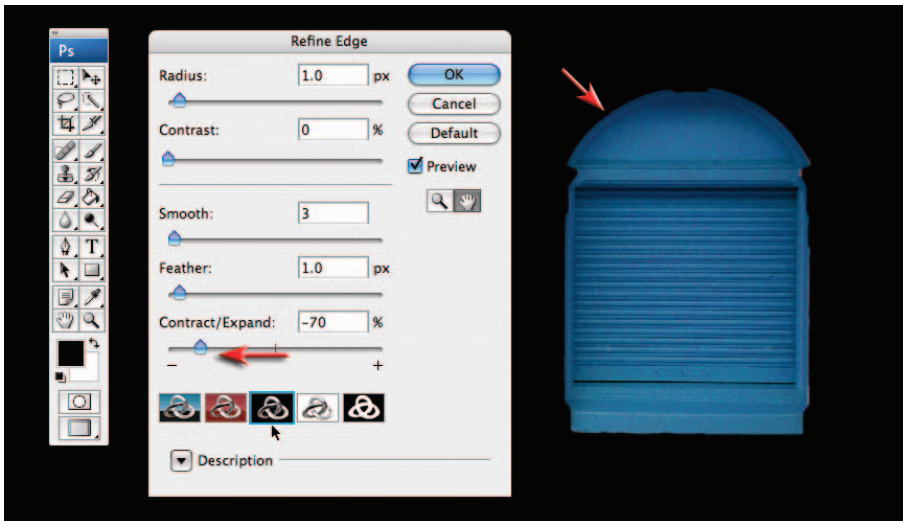 Ps
T
Refine Edge
Radius: 1.0 px
OK
Cancel
Contrast: 0 %
Default
Preview
Smooth: 3
Feather: 1.0 px
Contract/Expand: -70 %
− +
Description